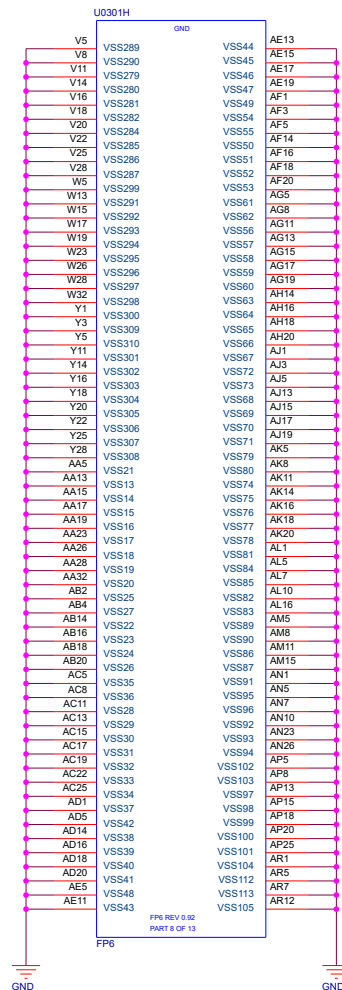 U0301H
GND
V5 VSS289 VSS44 AE13
V8 VSS290 VSS45 AE15
V11 VSS279 VSS46 AE17
V14 VSS280 VSS47 AE19
V16 VSS281 VSS49 AF1
V18 VSS282 VSS54 AF3
V20 VSS284 VSS55 AF5
V22 VSS285 VSS50 AF14
V25 VSS286 VSS51 AF16
V28 VSS287 VSS52 AF18
W5 VSS299 VSS53 AF20
W13 VSS291 VSS61 AG5
W15 VSS292 VSS62 AG8
W17 VSS293 VSS56 AG11
W19 VSS294 VSS57 AG13
W23 VSS295 VSS58 AG15
W26 VSS296 VSS59 AG17
W28 VSS297 VSS60 AG19
W32 VSS298 VSS63 AH14
Y1 VSS300 VSS64 AH16
Y3 VSS309 VSS65 AH18
Y5 VSS310 VSS66 AH20
Y11 VSS301 VSS67 AJ1
Y14 VSS302 VSS72 AJ3
Y16 VSS303 VSS73 AJ5
Y18 VSS304 VSS68 AJ13
Y20 VSS305 VSS69 AJ15
Y22 VSS306 VSS70 AJ17
Y25 VSS307 VSS71 AJ19
Y28 VSS308 VSS79 AK5
AA5 VSS21 VSS80 AK8
AA13 VSS13 VSS74 AK11
AA15 VSS14 VSS75 AK14
AA17 VSS15 VSS76 AK16
AA19 VSS16 VSS77 AK18
AA23 VSS17 VSS78 AK20
AA26 VSS18 VSS81 AL1
AA28 VSS19 VSS84 AL5
AA32 VSS20 VSS85 AL7
AB2 VSS25 VSS82 AL10
AB4 VSS27 VSS83 AL16
AB14 VSS22 VSS89 AM5
AB16 VSS23 VSS90 AM8
AB18 VSS24 VSS86 AM11
AB20 VSS26 VSS87 AM15
AC5 VSS35 VSS91 AN1
AC8 VSS36 VSS95 AN5
AC11 VSS28 VSS96 AN7
AC13 VSS29 VSS92 AN10
AC15 VSS30 VSS93 AN23
AC17 VSS31 VSS94 AN26
AC19 VSS32 VSS102 AP5
AC22 VSS33 VSS103 AP8
AC25 VSS34 VSS97 AP13
AD1 VSS37 VSS98 AP15
AD5 VSS42 VSS99 AP18
AD14 VSS38 VSS100 AP20
AD16 VSS39 VSS101 AP25
AD18 VSS40 VSS104 AR1
AD20 VSS41 VSS112 AR5
AE5 VSS48 VSS113 AR7
AE11 VSS43 VSS105 AR12
FP6 REV 0.92
PART 8 OF 13
FP6
GND GND